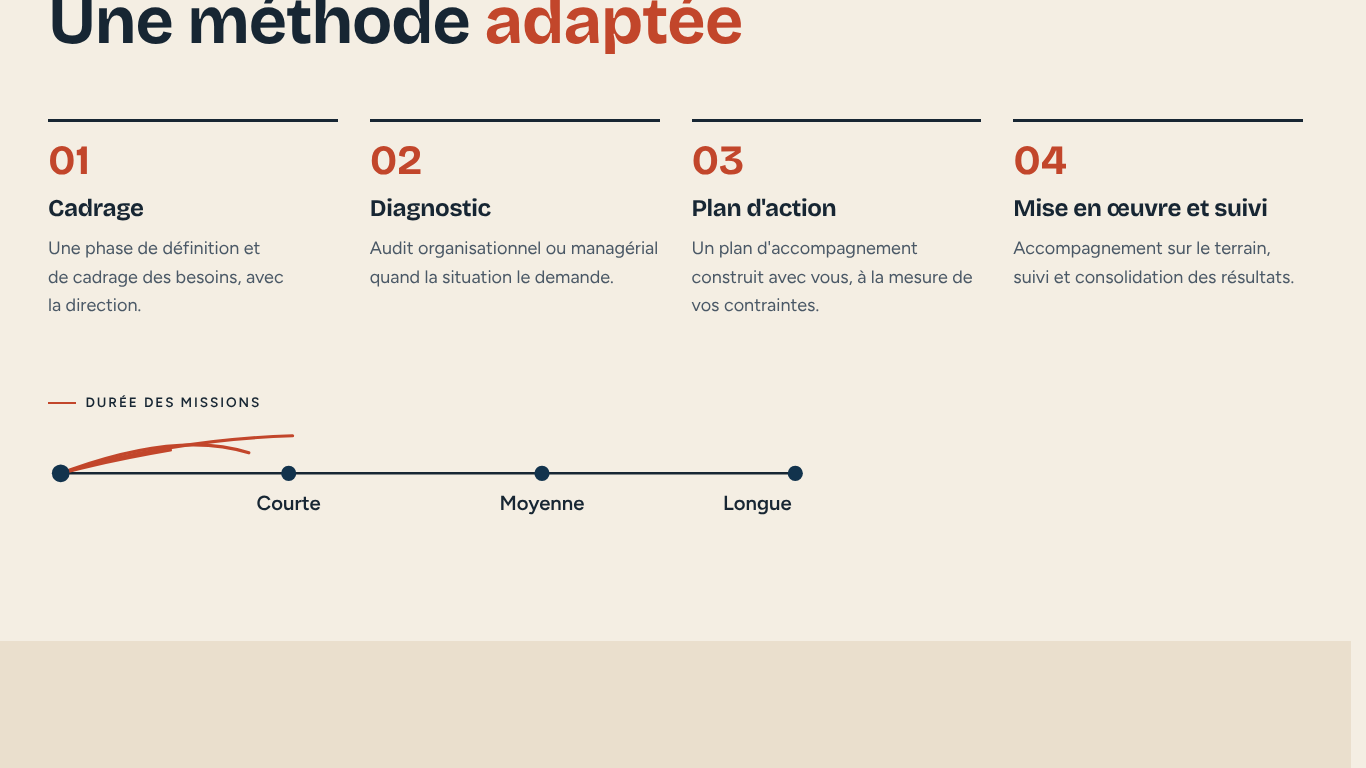 Une méthode adaptée
01
Cadrage
Une phase de définition et
de cadrage des besoins, avec
la direction.
02
Diagnostic
Audit organisationnel ou managérial
quand la situation le demande.
03
Plan d'action
Un plan d'accompagnement
construit avec vous, à la mesure de
vos contraintes.
04
Mise en œuvre et suivi
Accompagnement sur le terrain,
suivi et consolidation des résultats.
DURÉE DES MISSIONS
Courte
Moyenne
Longue